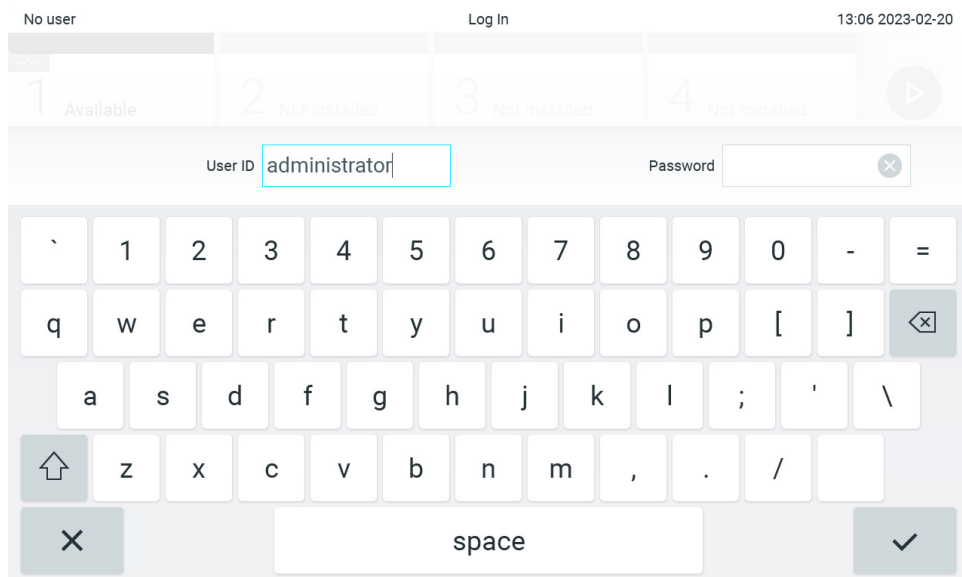 No user Log In 13:06 2023-02-20
1 Available 2 Not installed 3 Not installed 4 Not installed
User ID administrator Password
` 1 2 3 4 5 6 7 8 9 0 - =
q w e r t y u i o p [ ]
a s d f g h j k l ; ' \
z x c v b n m , . /
space